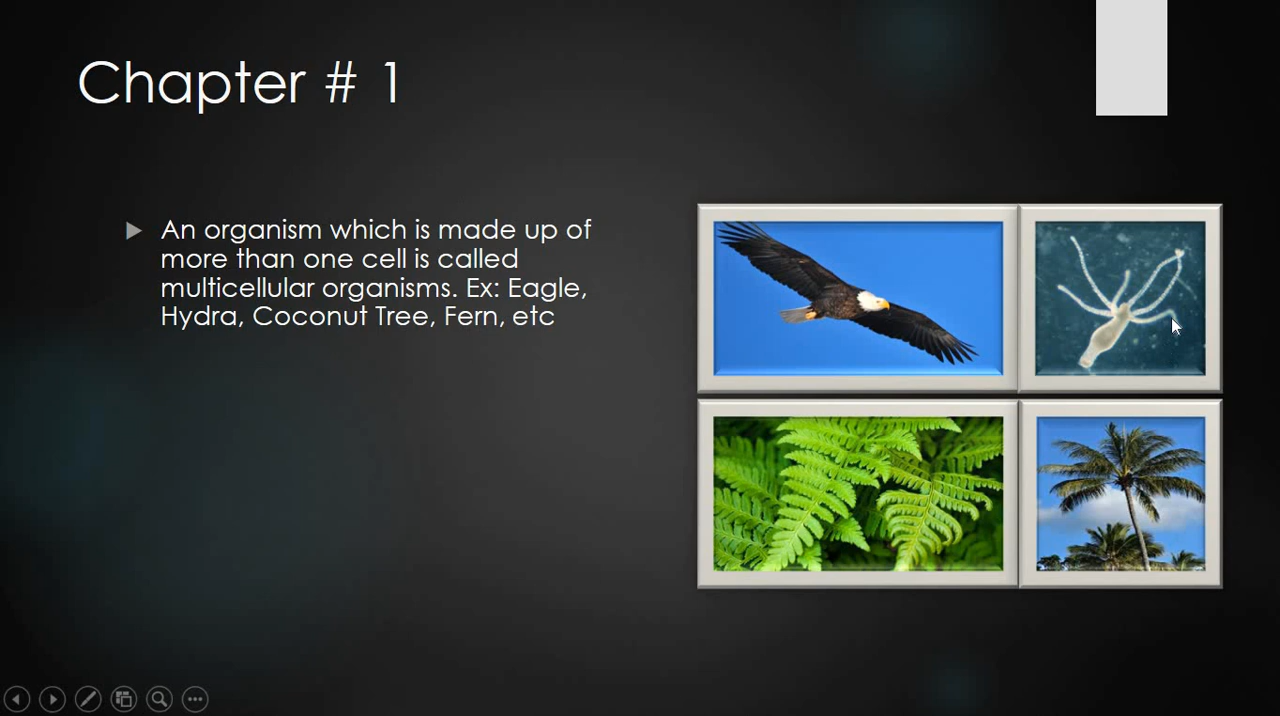 Chapter # 1
An organism which is made up of
more than one cell is called
multicellular organisms. Ex: Eagle,
Hydra, Coconut Tree, Fern, etc